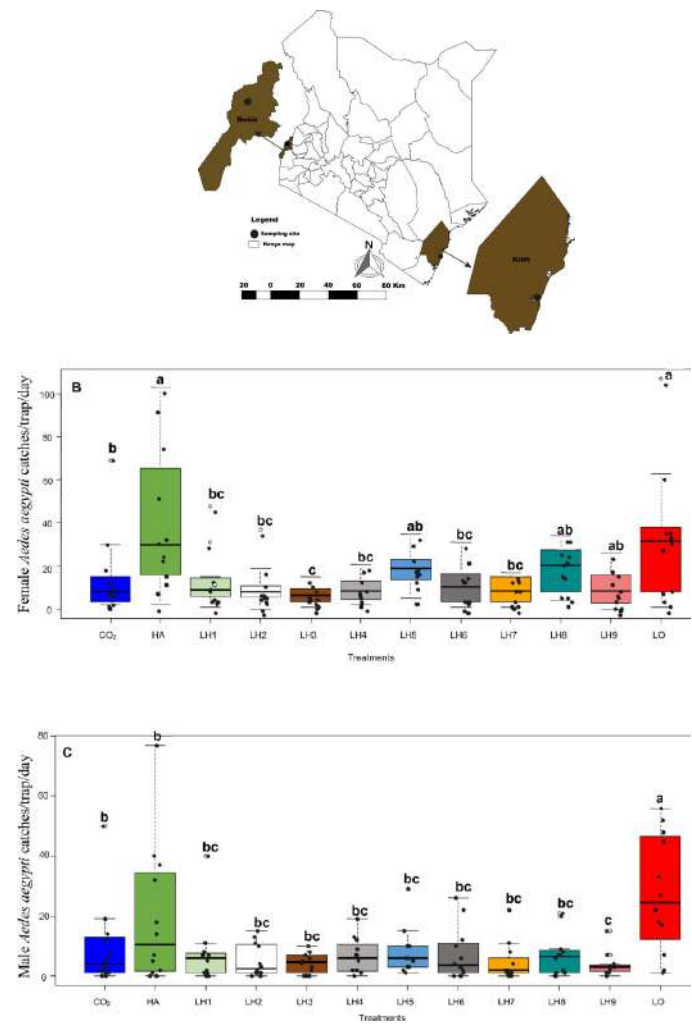 Busia
Legend
Sampling site
Kenya map
N
Kilifi
20 0 20 40 60 80 Km
B
Female Aedes aegypti catches/trap/day
100
80
60
40
20
0
a
b
bc
bc
c
bc
ab
bc
bc
ab
ab
a
CO₂ HA LH1 LH2 LH3 LH4 LH5 LH6 LH7 LH8 LH9 LO
Treatments
C
Male Aedes aegypti catches/trap/day
80
60
40
20
0
b
b
bc
bc
bc
bc
bc
bc
bc
bc
c
a
CO₂ HA LH1 LH2 LH3 LH4 LH5 LH6 LH7 LH8 LH9 LO
Treatments